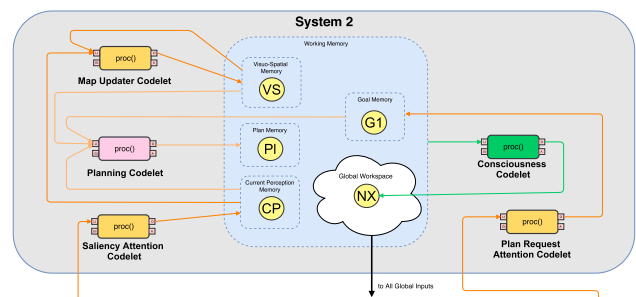 System 2
Working Memory
proc()
Map Updater Codelet
Visuo-Spatial
Memory
VS
Goal Memory
G1
Plan Memory
PI
proc()
Planning Codelet
proc()
Consciousness
Codelet
Current Perception
Memory
CP
Global Workspace
NX
proc()
Saliency Attention
Codelet
proc()
Plan Request
Attention Codelet
to All Global Inputs